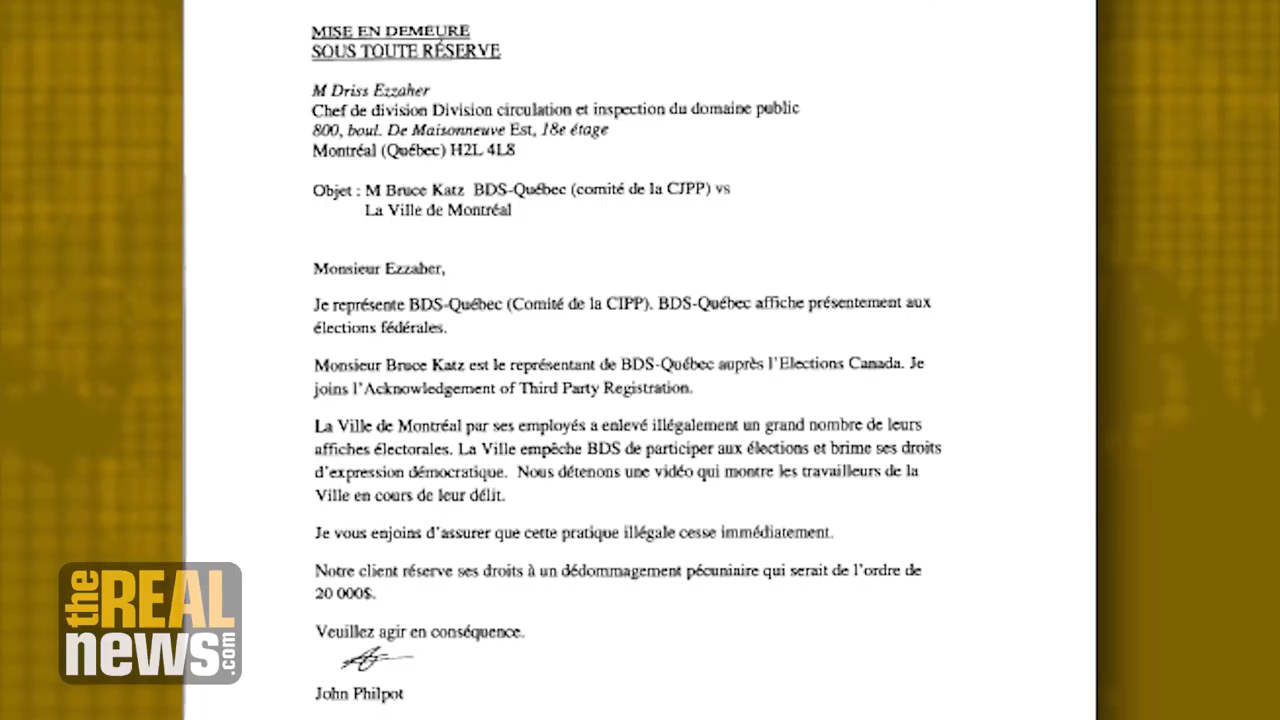 MISE EN DEMEURE
SOUS TOUTE RÉSERVE
M Driss Ezzaher
Chef de division Division circulation et inspection du domaine public
800, boul. De Maisonneuve Est, 18e étage
Montréal (Québec) H2L 4L8
Objet : M Bruce Katz BDS-Québec (comité de la CJPP) vs
La Ville de Montréal
Monsieur Ezzaher,
Je représente BDS-Québec (Comité de la CIPP). BDS-Québec affiche présentement aux
élections fédérales.
Monsieur Bruce Katz est le représentant de BDS-Québec auprès l'Elections Canada. Je
joins l'Acknowledgement of Third Party Registration.
La Ville de Montréal par ses employés a enlevé illégalement un grand nombre de leurs
affiches électorales. La Ville empêche BDS de participer aux élections et brime ses droits
d'expression démocratique. Nous détenons une vidéo qui montre les travailleurs de la
Ville en cours de leur délit.
Je vous enjoins d'assurer que cette pratique illégale cesse immédiatement.
Notre client réserve ses droits à un dédommagement pécuniaire qui serait de l'ordre de
20 000$.
Veuillez agir en conséquence.
John Philpot
the REAL
news.com